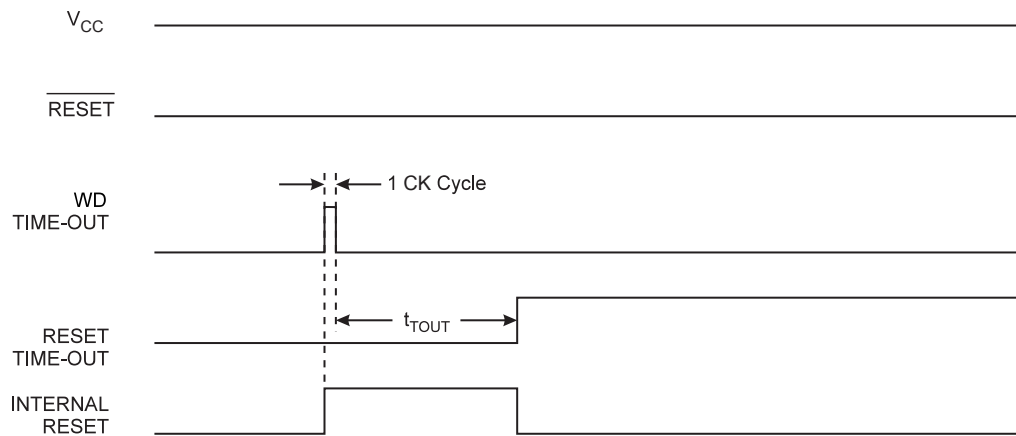 VCC
RESET
1 CK Cycle
WD
TIME-OUT
tTOUT
RESET
TIME-OUT
INTERNAL
RESET